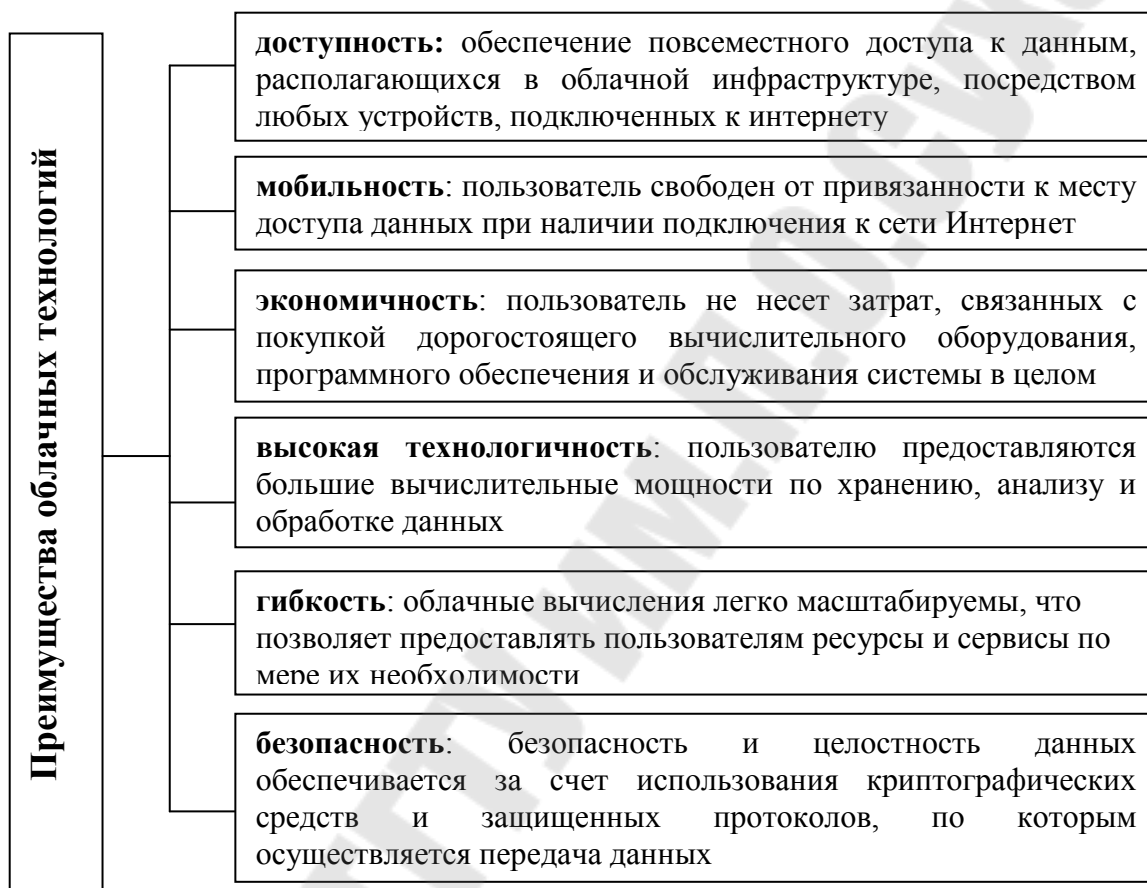 Преимущества облачных технологий
доступность: обеспечение повсеместного доступа к данным,
располагающихся в облачной инфраструктуре, посредством
любых устройств, подключенных к интернету
мобильность: пользователь свободен от привязанности к месту
доступа данных при наличии подключения к сети Интернет
экономичность: пользователь не несет затрат, связанных с
покупкой дорогостоящего вычислительного оборудования,
программного обеспечения и обслуживания системы в целом
высокая технологичность: пользователю предоставляются
большие вычислительные мощности по хранению, анализу и
обработке данных
гибкость: облачные вычисления легко масштабируемы, что
позволяет предоставлять пользователям ресурсы и сервисы по
мере их необходимости
безопасность: безопасность и целостность данных
обеспечивается за счет использования криптографических
средств и защищенных протоколов, по которым
осуществляется передача данных
ГГТУ им. П.О.